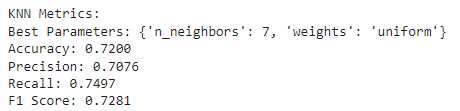 KNN Metrics:
Best Parameters: {'n_neighbors': 7, 'weights': 'uniform'}
Accuracy: 0.7200
Precision: 0.7076
Recall: 0.7497
F1 Score: 0.7281